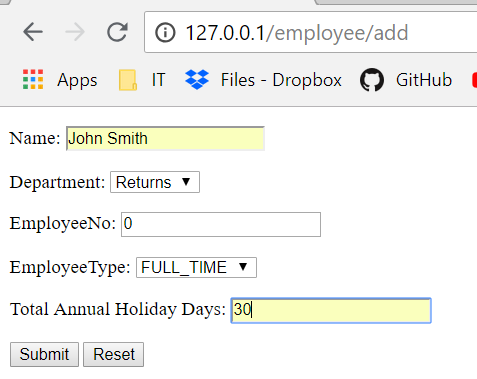 127.0.0.1/employee/add
Apps IT Files - Dropbox GitHub
Name: John Smith
Department: Returns
EmployeeNo: 0
EmployeeType: FULL_TIME
Total Annual Holiday Days: 30
Submit Reset